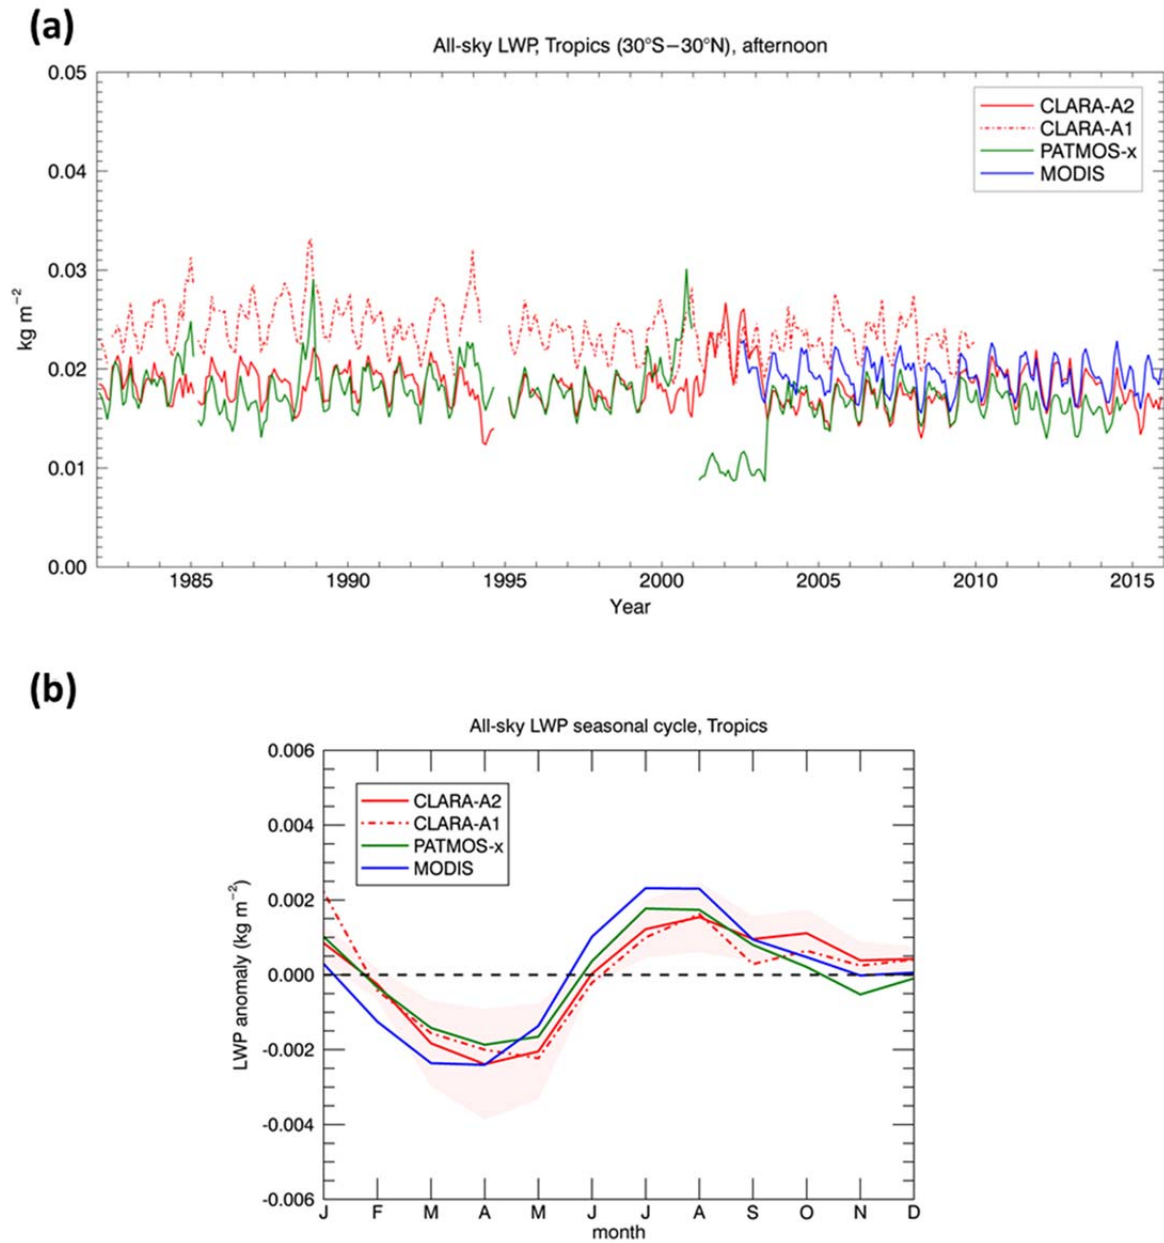 (a)
All-sky LWP, Tropics (30°S−30°N), afternoon
0.05
0.04
0.03
0.02
0.01
0.00
kg m⁻²
CLARA-A2
CLARA-A1
PATMOS-x
MODIS
1985 1990 1995 2000 2005 2010 2015
Year
(b)
All-sky LWP seasonal cycle, Tropics
0.006
0.004
0.002
0.000
-0.002
-0.004
-0.006
LWP anomaly (kg m⁻²)
CLARA-A2
CLARA-A1
PATMOS-x
MODIS
J F M A M J J A S O N D
month